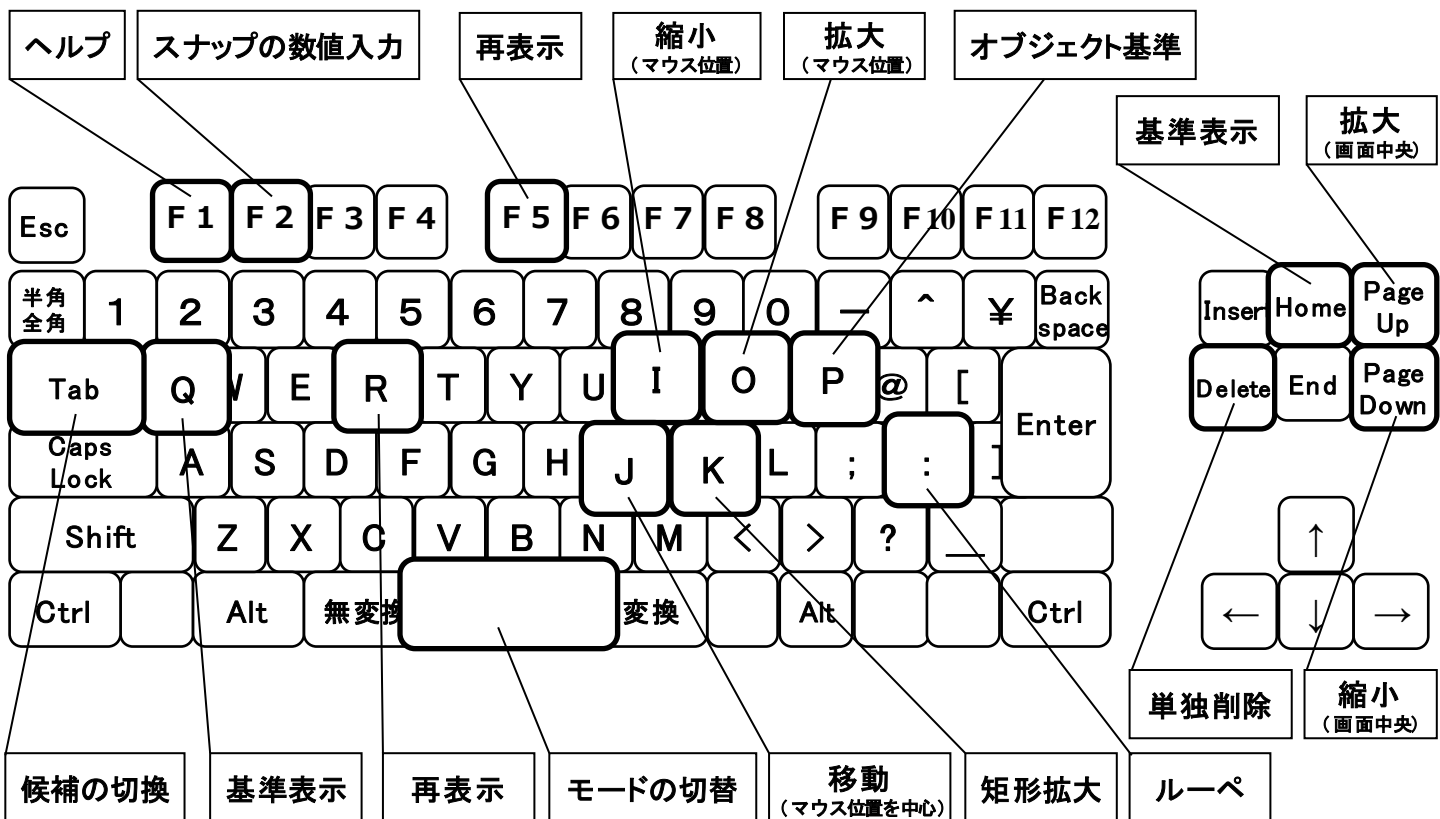 ヘルプ
スナップの数値入力
再表示
縮小
（マウス位置）
拡大
（マウス位置）
オブジェクト基準
基準表示
拡大
（画面中央）
Esc
F1
F2
F3
F4
F5
F6
F7
F8
F9
F10
F11
F12
半角
全角
1
2
3
4
5
6
7
8
9
0
ー
^
¥
Back
space
Inser
Home
Page
Up
Tab
Q
W
E
R
T
Y
U
I
O
P
@
[
Enter
Delete
End
Page
Down
Caps
Lock
A
S
D
F
G
H
J
K
L
;
:
]
Shift
Z
X
C
V
B
N
M
<
>
?
＿
↑
Ctrl
Alt
無変換
変換
Alt
Ctrl
←
↓
→
単独削除
縮小
（画面中央）
候補の切換
基準表示
再表示
モードの切替
移動
（マウス位置を中心）
矩形拡大
ルーペ